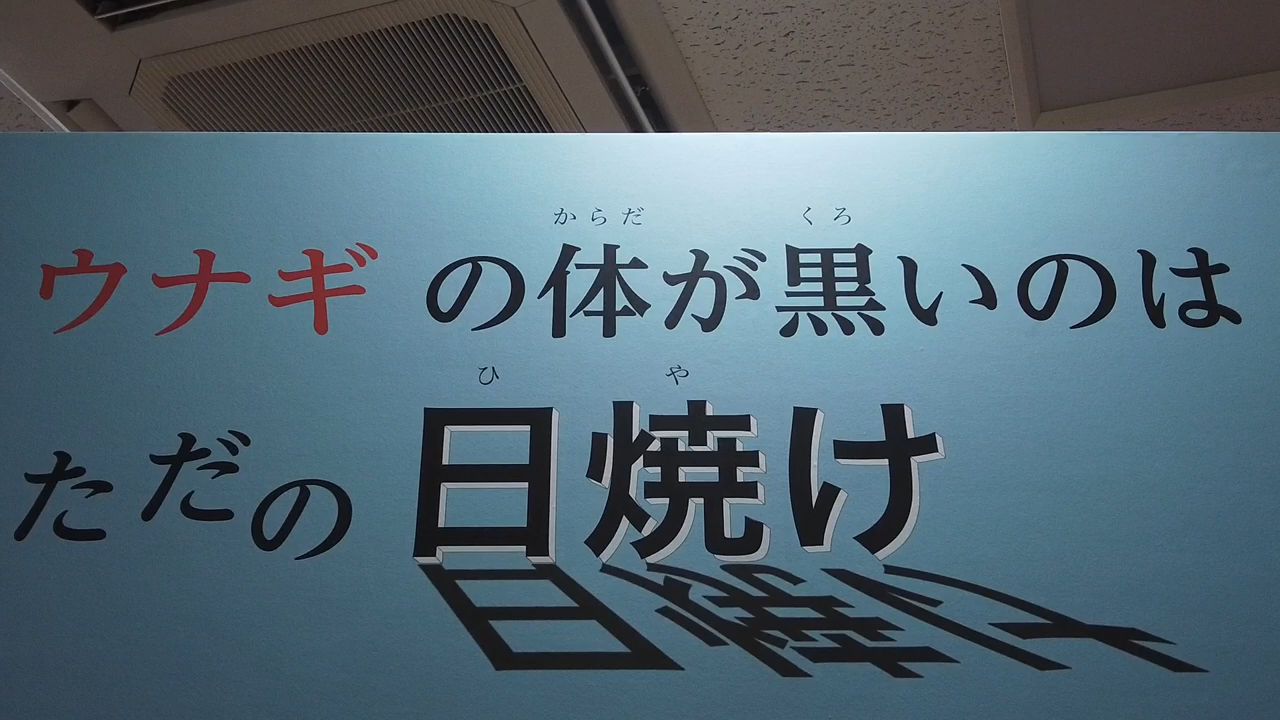 からだ くろ
ウナギの体が黒いのは
ひ や
ただの日焼け